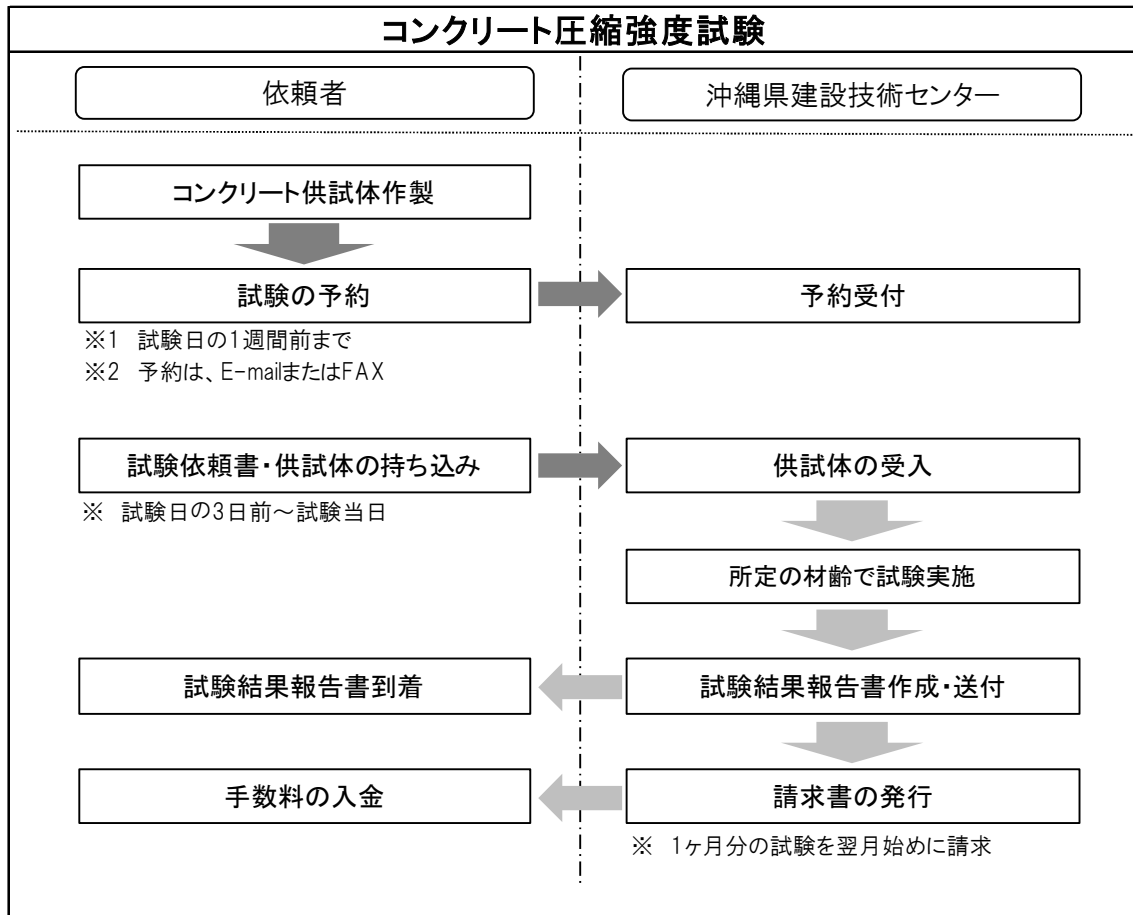 コンクリート圧縮強度試験
依頼者
沖縄県建設技術センター
コンクリート供試体作製
試験の予約
予約受付
※1 試験日の1週間前まで
※2 予約は、E-mailまたはFAX
試験依頼書・供試体の持ち込み
供試体の受入
※ 試験日の3日前～試験当日
所定の材齢で試験実施
試験結果報告書到着
試験結果報告書作成・送付
手数料の入金
請求書の発行
※ 1ヶ月分の試験を翌月始めに請求